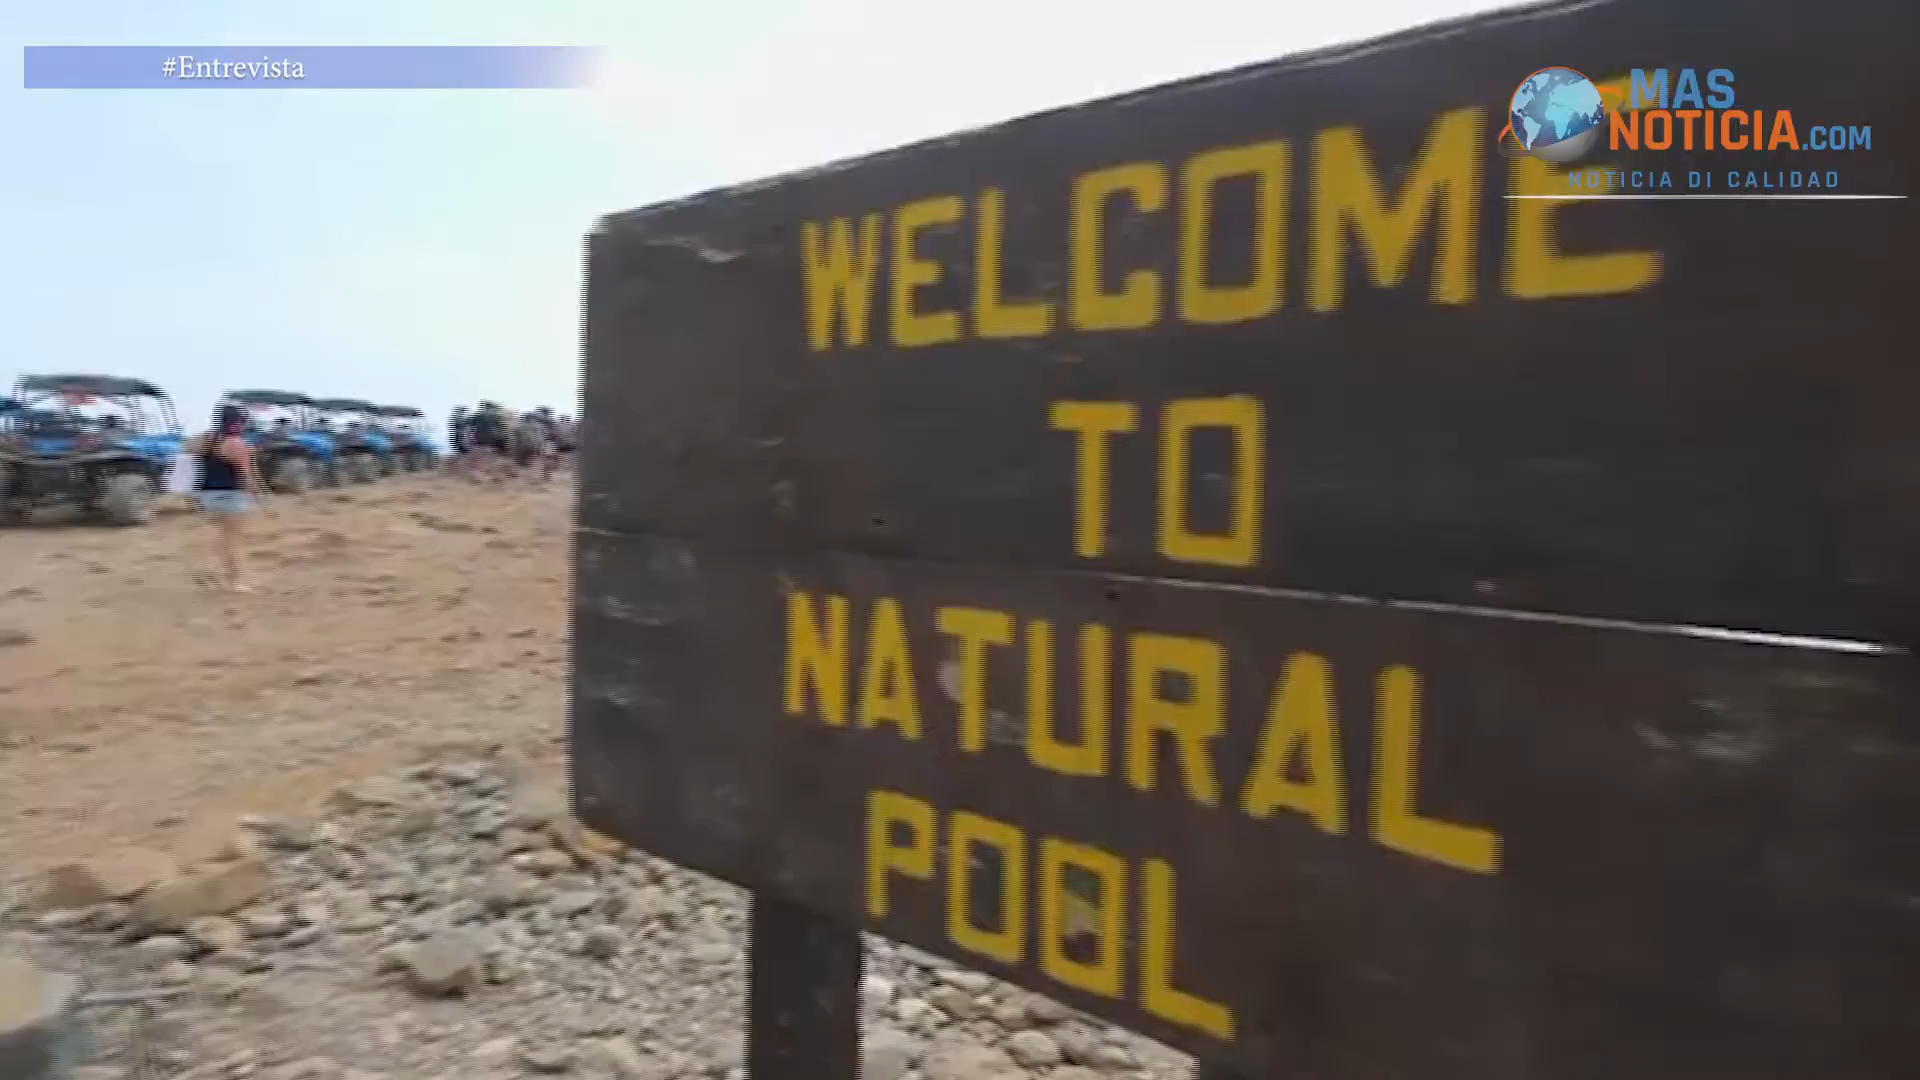 #Entrevista
MAS
NOTICIA.COM
NOTICIA DI CALIDAD
WELCOME
TO
NATURAL
POOL